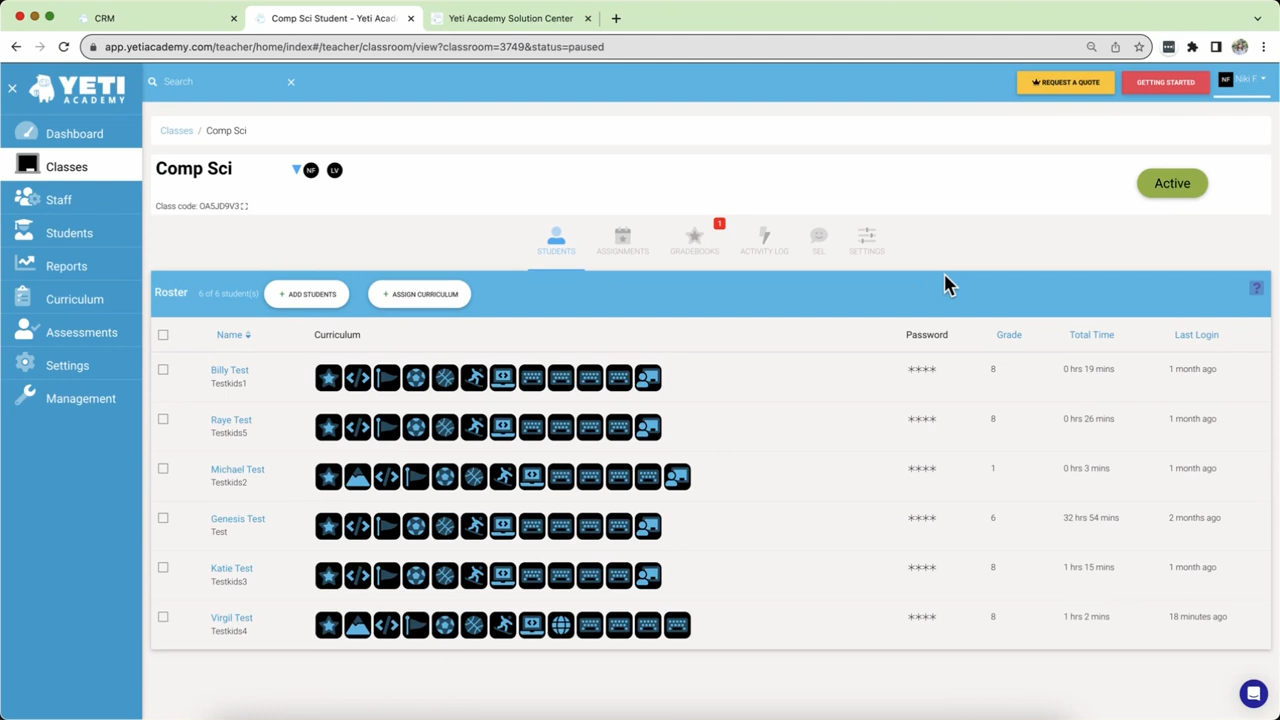 CRM
Comp Sci Student - Yeti Acad
Yeti Academy Solution Center
app.yetiacademy.com/teacher/home/index#/teacher/classroom/view?classroom=3749&status=paused
YETI
ACADEMY
Search
REQUEST A QUOTE
GETTING STARTED
NF Niki F
Dashboard
Classes
Staff
Students
Reports
Curriculum
Assessments
Settings
Management
Classes / Comp Sci
Comp Sci
NF LV
Class code: OA5JD9V3
Active
1
STUDENTS ASSIGNMENTS GRADEBOOKS ACTIVITY LOG SEL SETTINGS
Roster 6 of 6 student(s) + ADD STUDENTS + ASSIGN CURRICULUM ?
Name Curriculum Password Grade Total Time Last Login
Billy Test **** 8 0 hrs 19 mins 1 month ago
Testkids1
Raye Test **** 8 0 hrs 26 mins 1 month ago
Testkids5
Michael Test **** 1 0 hrs 3 mins 1 month ago
Testkids2
Genesis Test **** 6 32 hrs 54 mins 2 months ago
Test
Katie Test **** 8 1 hrs 15 mins 1 month ago
Testkids3
Virgil Test **** 8 1 hrs 2 mins 18 minutes ago
Testkids4